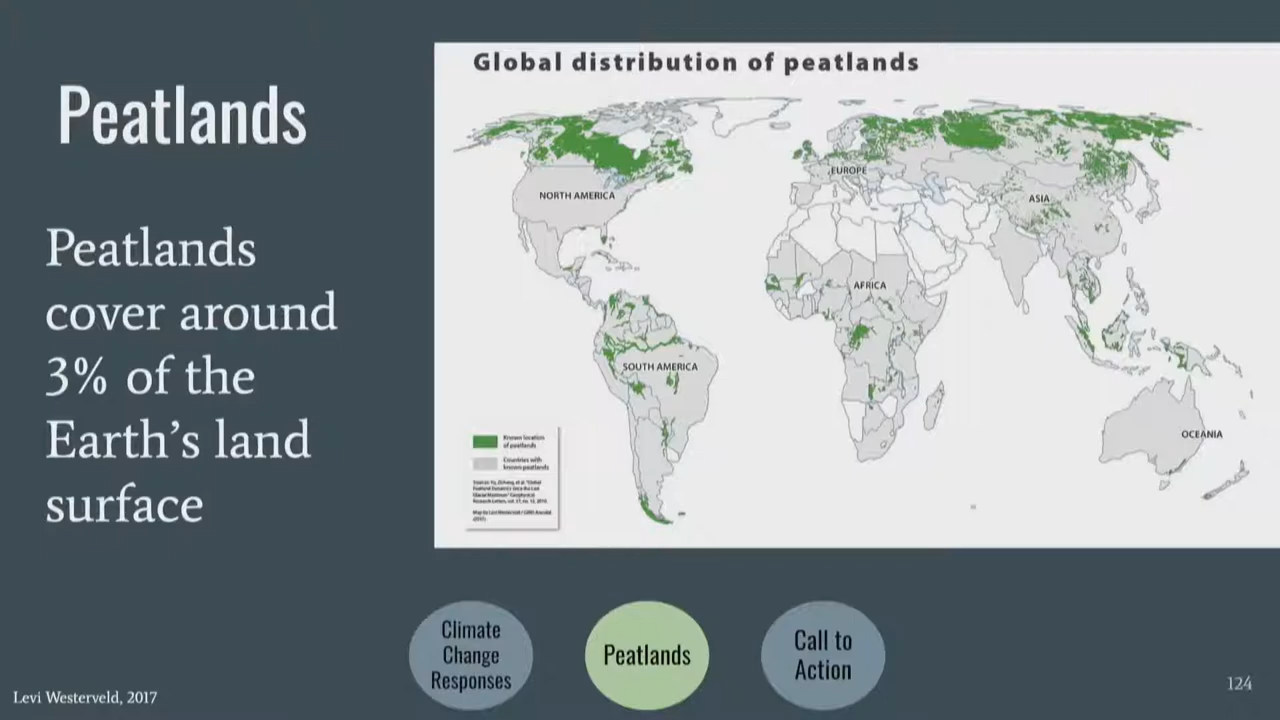 Peatlands
Peatlands
cover around
3% of the
Earth's land
surface
Global distribution of peatlands
NORTH AMERICA
EUROPE
ASIA
AFRICA
SOUTH AMERICA
OCEANIA
Known location
of peatlands
Countries with
known peatlands
Climate
Change
Responses
Peatlands
Call to
Action
Levi Westerveld, 2017
124